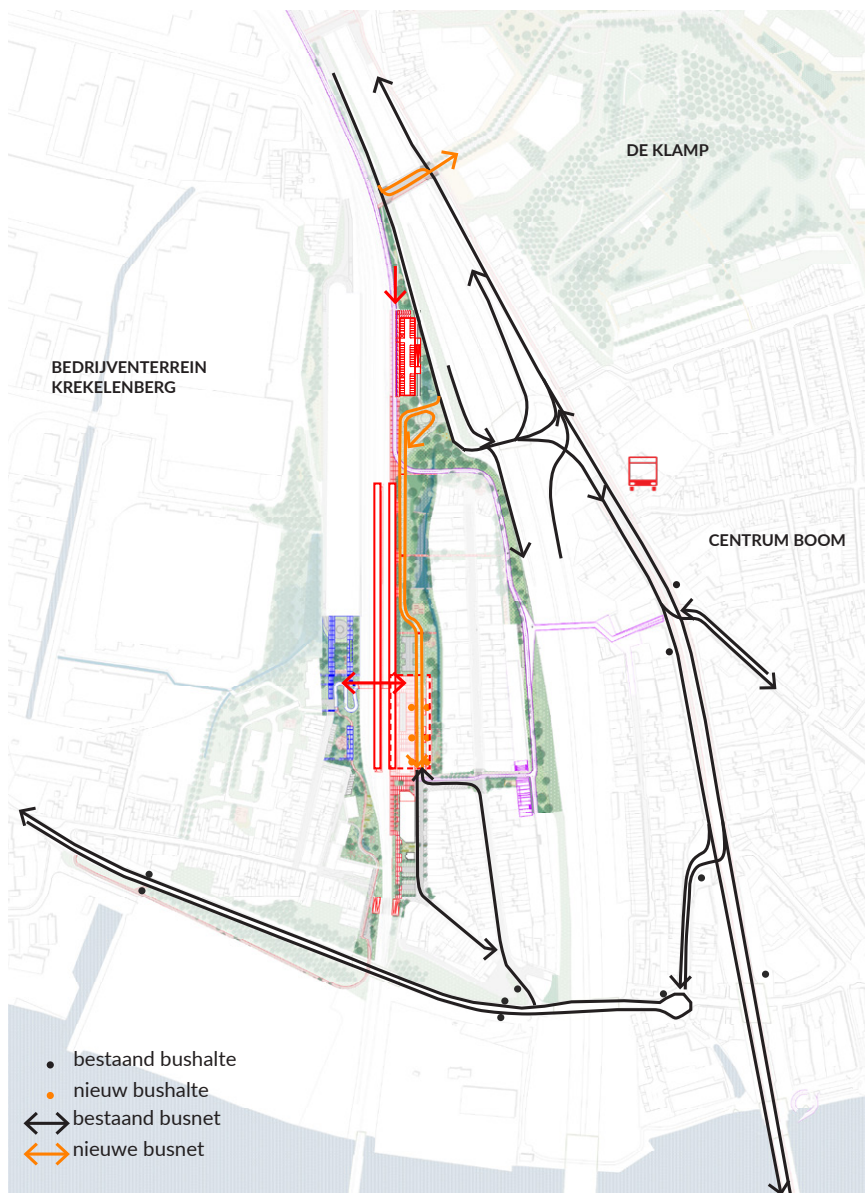 DE KLAMP
BEDRIJVENTERREIN
KREKELENBERG
CENTRUM BOOM
bestaand bushalte
nieuw bushalte
bestaand busnet
nieuwe busnet